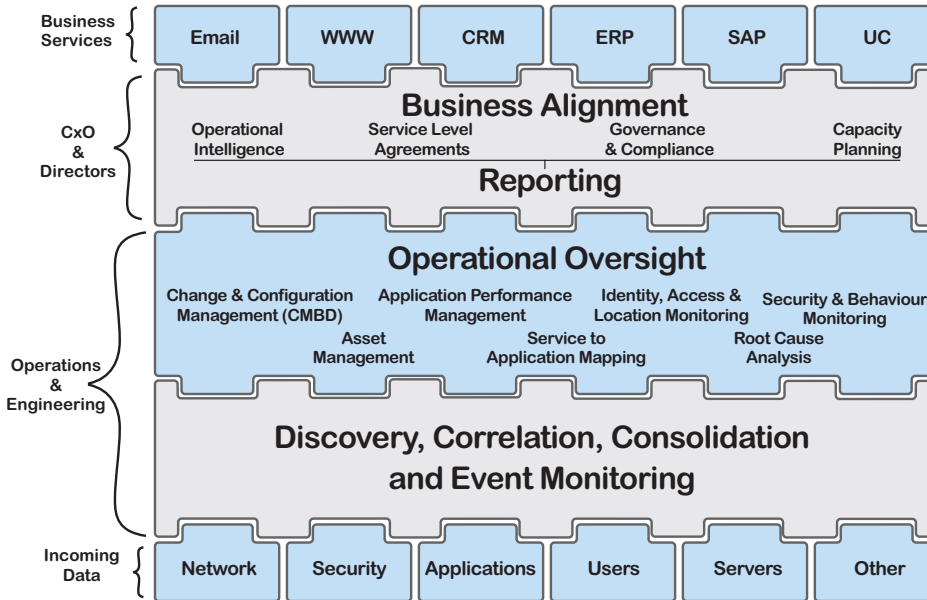 Business
Services
Email
WWW
CRM
ERP
SAP
UC
CxO
&
Directors
Business Alignment
Operational
Intelligence
Service Level
Agreements
Governance
& Compliance
Capacity
Planning
Reporting
Operations
&
Engineering
Operational Oversight
Change & Configuration
Management (CMBD)
Application Performance
Management
Identity, Access &
Location Monitoring
Security & Behaviour
Monitoring
Asset
Management
Service to
Application Mapping
Root Cause
Analysis
Discovery, Correlation, Consolidation
and Event Monitoring
Incoming
Data
Network
Security
Applications
Users
Servers
Other